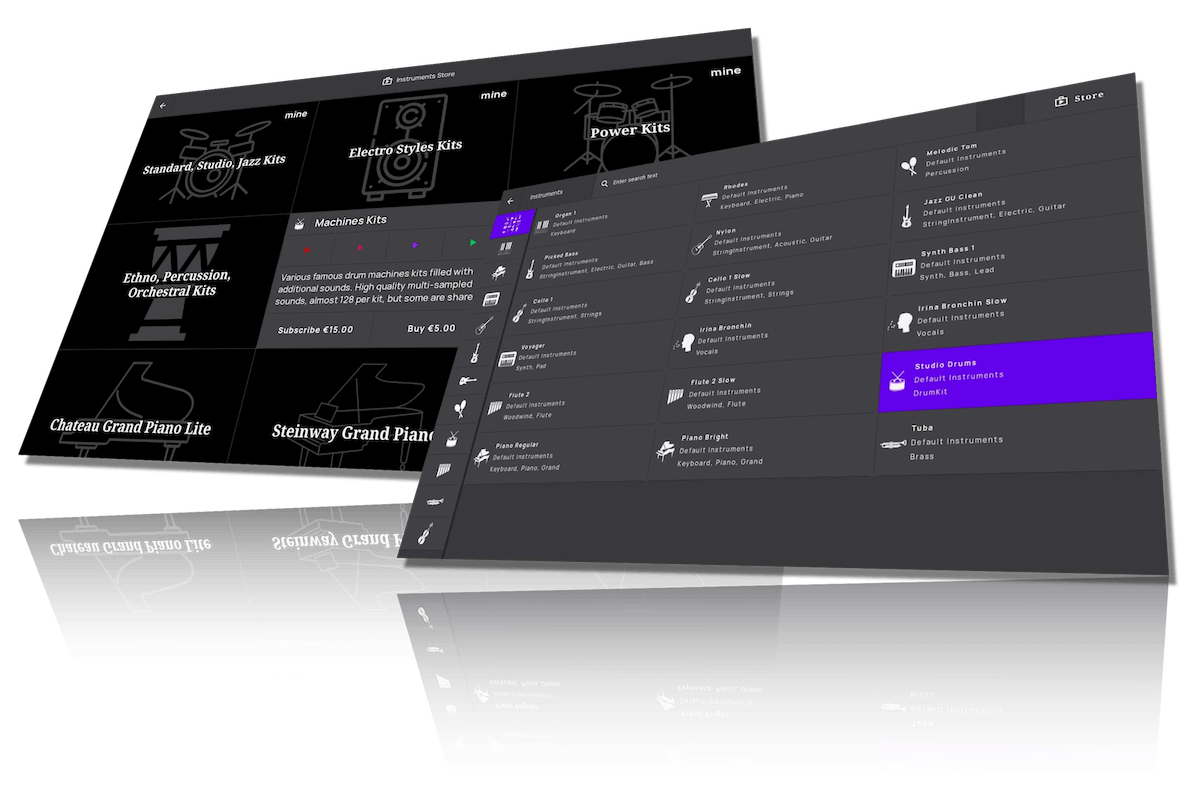 Instruments Store
mine
Standard, Studio, Jazz Kits
mine
Electro Styles Kits
mine
Power Kits
Ethno, Percussion,
Orchestral Kits
Machines Kits
Various famous drum machines kits filled with
additional sounds. High quality multi-sampled
sounds, almost 128 per kit, but some are share
Subscribe €15.00
Buy €5.00
Chateau Grand Piano Lite
Steinway Grand Piano
Instruments
Enter search text
Store
Organ 1
Default Instruments
Keyboard
Rhodes
Default Instruments
Keyboard, Electric, Piano
Melodic Tom
Default Instruments
Percussion
Picked Bass
Default Instruments
StringInstrument, Electric, Guitar, Bass
Nylon
Default Instruments
StringInstrument, Acoustic, Guitar
Jazz GU Clean
Default Instruments
StringInstrument, Electric, Guitar
Cello 1
Default Instruments
StringInstrument, Strings
Cello 1 Slow
Default Instruments
StringInstrument, Strings
Synth Bass 1
Default Instruments
Synth, Bass, Lead
Voyager
Default Instruments
Synth, Pad
Irina Bronchin
Default Instruments
Vocals
Irina Bronchin Slow
Default Instruments
Vocals
Flute 2
Default Instruments
Woodwind, Flute
Flute 2 Slow
Default Instruments
Woodwind, Flute
Studio Drums
Default Instruments
DrumKit
Piano Regular
Default Instruments
Keyboard, Piano, Grand
Piano Bright
Default Instruments
Keyboard, Piano, Grand
Tuba
Default Instruments
Brass